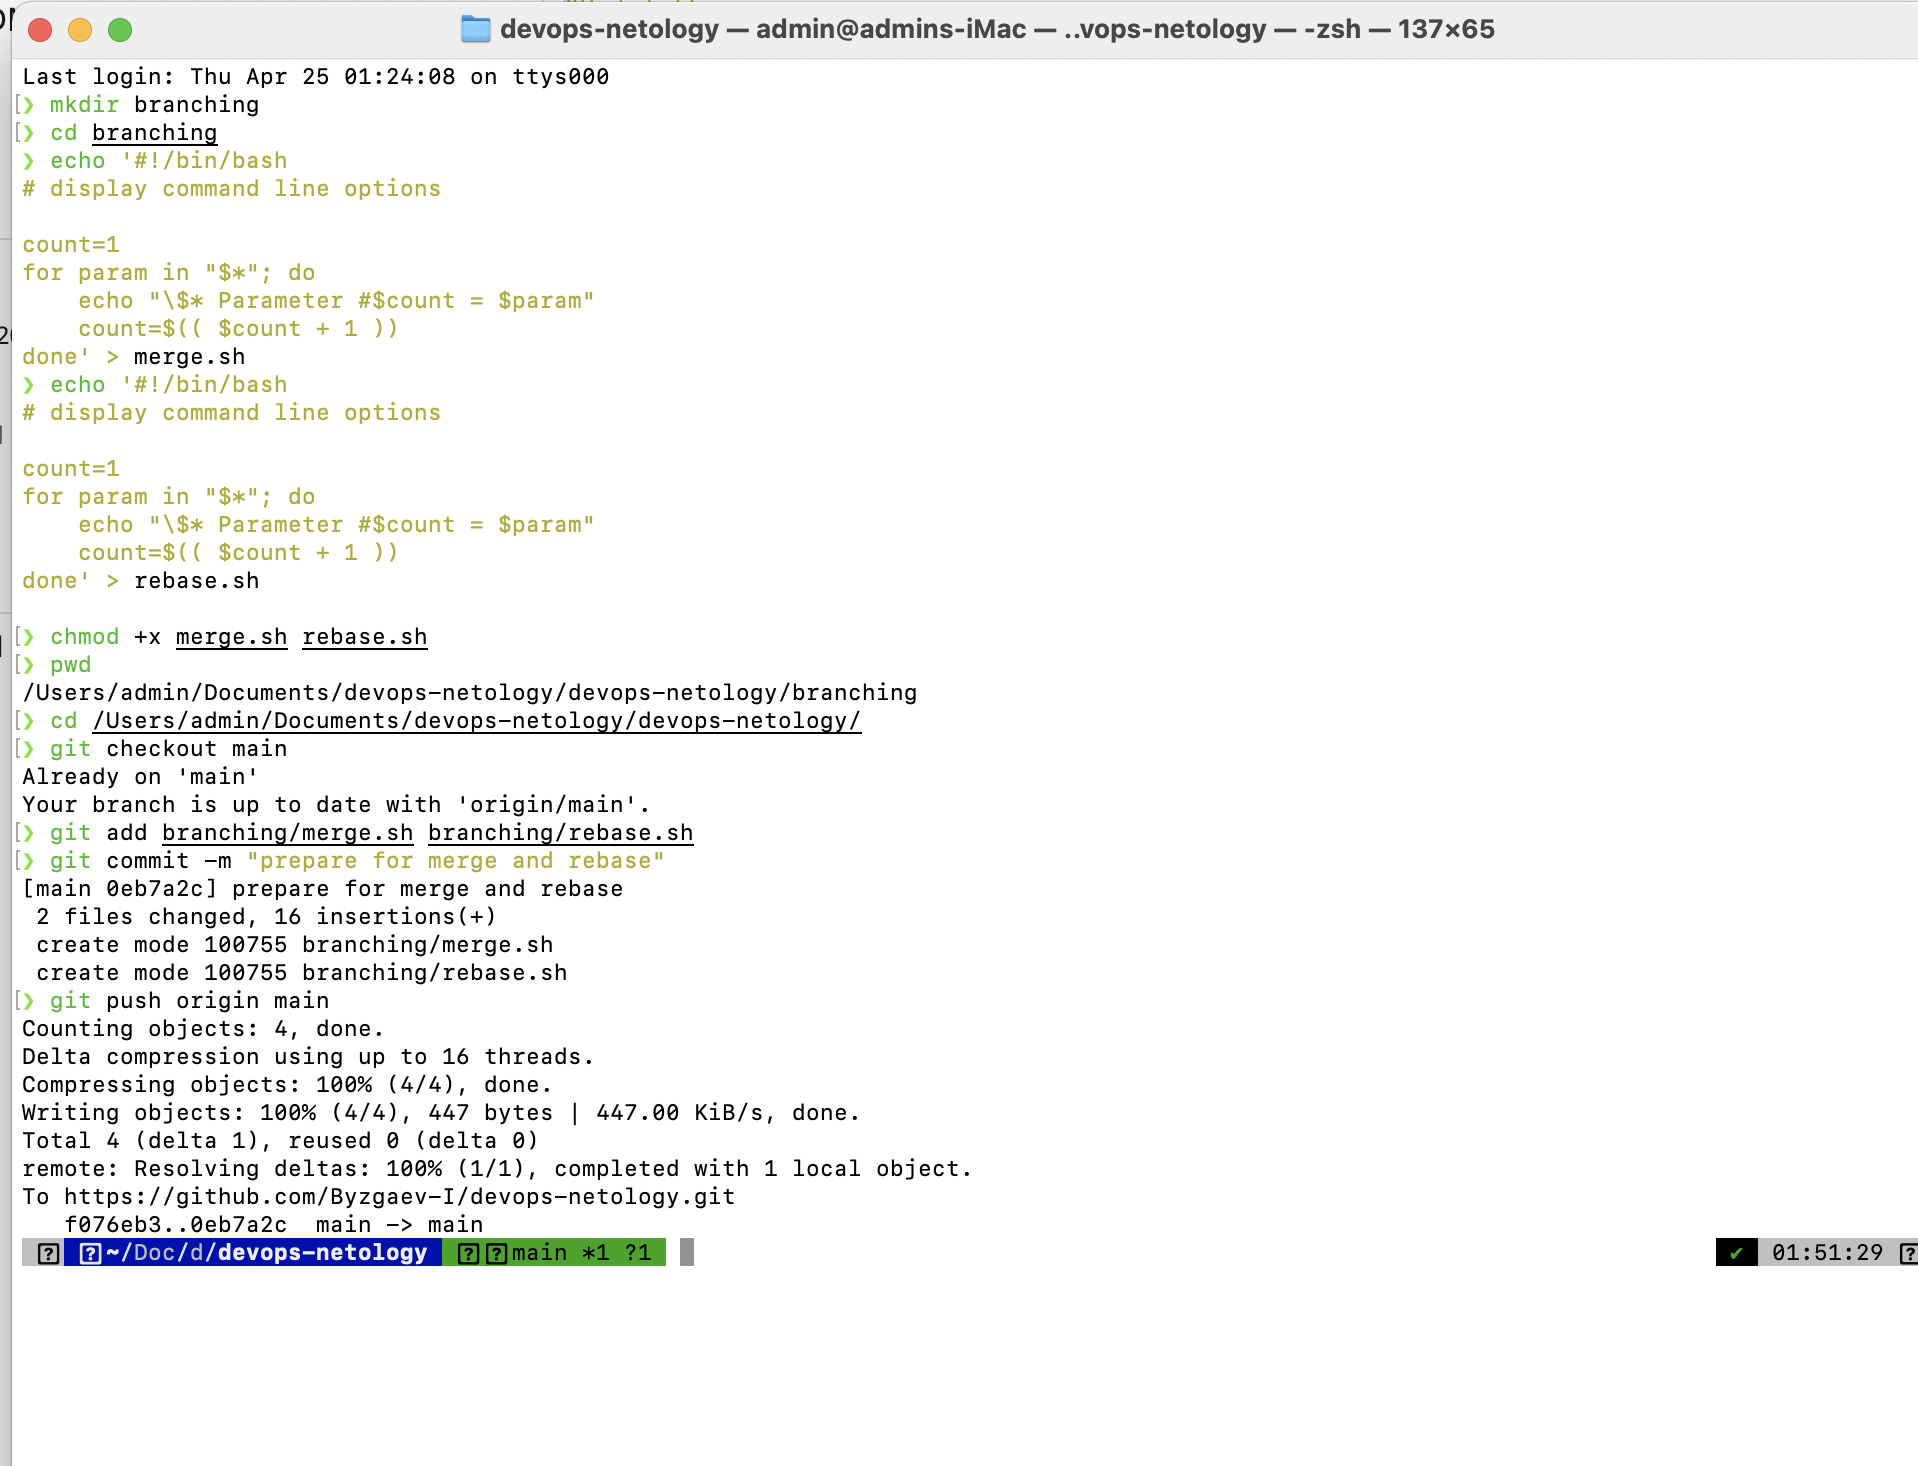 devops-netology — admin@admins-iMac — ..vops-netology — -zsh — 137×65
Last login: Thu Apr 25 01:24:08 on ttys000
[❯ mkdir branching
[❯ cd branching
❯ echo '#!/bin/bash
# display command line options

count=1
for param in "$*"; do
    echo "\$* Parameter #$count = $param"
    count=$(( $count + 1 ))
done' > merge.sh
❯ echo '#!/bin/bash
# display command line options

count=1
for param in "$*"; do
    echo "\$* Parameter #$count = $param"
    count=$(( $count + 1 ))
done' > rebase.sh

[❯ chmod +x merge.sh rebase.sh
[❯ pwd
/Users/admin/Documents/devops-netology/devops-netology/branching
[❯ cd /Users/admin/Documents/devops-netology/devops-netology/
[❯ git checkout main
Already on 'main'
Your branch is up to date with 'origin/main'.
[❯ git add branching/merge.sh branching/rebase.sh
[❯ git commit -m "prepare for merge and rebase"
[main 0eb7a2c] prepare for merge and rebase
 2 files changed, 16 insertions(+)
 create mode 100755 branching/merge.sh
 create mode 100755 branching/rebase.sh
[❯ git push origin main
Counting objects: 4, done.
Delta compression using up to 16 threads.
Compressing objects: 100% (4/4), done.
Writing objects: 100% (4/4), 447 bytes | 447.00 KiB/s, done.
Total 4 (delta 1), reused 0 (delta 0)
remote: Resolving deltas: 100% (1/1), completed with 1 local object.
To https://github.com/Byzgaev-I/devops-netology.git
   f076eb3..0eb7a2c  main -> main
? ?~/Doc/d/devops-netology ??main *1 ?1 ✔ 01:51:29 ?